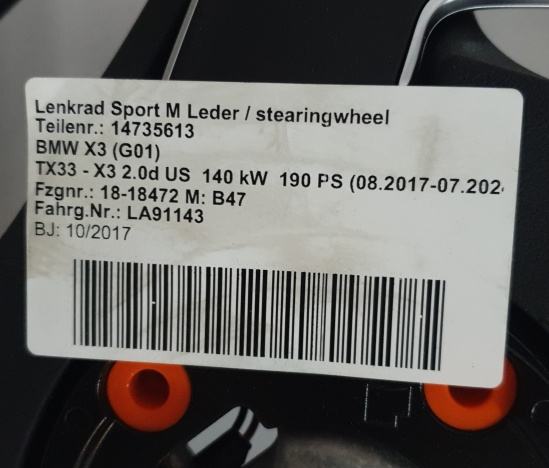 Lenkrad Sport M Leder / stearingwheel
Teilenr.: 14735613
BMW X3 (G01)
TX33 - X3 2.0d US 140 kW 190 PS (08.2017-07.202
Fzgnr.: 18-18472 M: B47
Fahrg.Nr.: LA91143
BJ: 10/2017